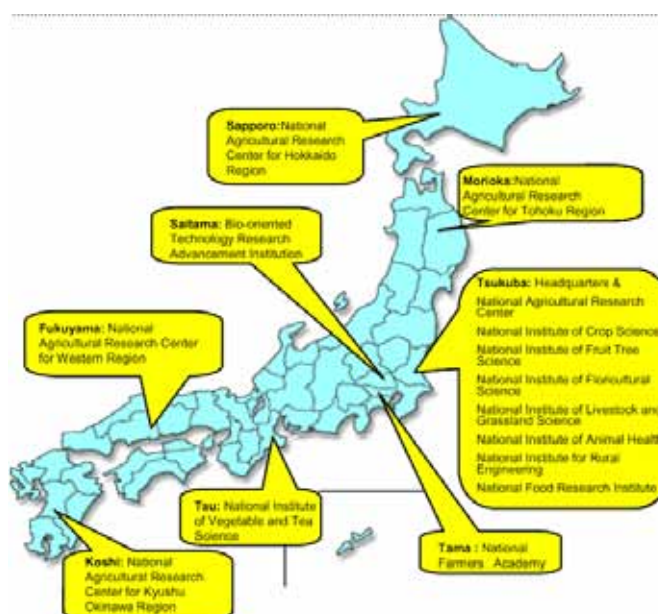 Sapporo:National
Agricultural Research
Center for Hokkaido
Region
Morioka:National
Agricultural Research
Center for Tohoku Region
Saitama: Bio-oriented
Technology Research
Advancement Institution
Tsukuba: Headquarters &
National Agricultural Research
Center
National Institute of Crop Science
National Institute of Fruit Tree
Science
National Institute of Floricultural
Science
National Institute of Livestock and
Grassland Science
National Institute of Animal Health
National Institute for Rural
Engineering
National Food Research Institute
Fukuyama: National
Agricultural Research Center
for Western Region
Tsu: National Institute
of Vegetable and Tea
Science
Tama : National
Farmers Academy
Koshi: National
Agricultural Research
Center for Kyushu
Okinawa Region